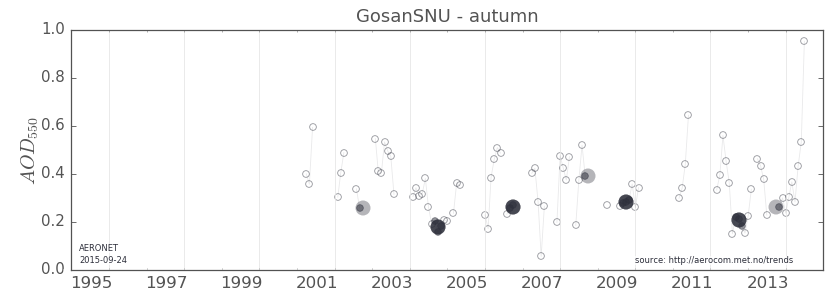 GosanSNU - autumn
1.0
0.8
0.6
0.4
0.2
0.0
AOD550
AERONET
2015-09-24
source: http://aerocom.met.no/trends
1995 1997 1999 2001 2003 2005 2007 2009 2011 2013